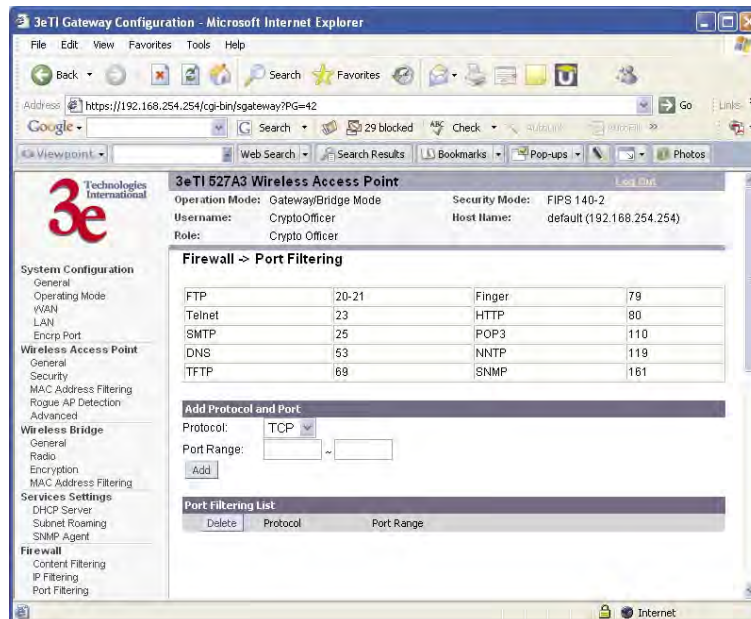 3eTI Gateway Configuration - Microsoft Internet Explorer
File Edit View Favorites Tools Help
Back Search Favorites
Address https://192.168.254.254/cgi-bin/sgateway?PG=42 Go Links
Google Search 29 blocked ABC Check
Viewpoint Web Search Search Results Bookmarks Pop-ups Photos
3e Technologies International
3eTI 527A3 Wireless Access Point Log Out
Operation Mode: Gateway/Bridge Mode Security Mode: FIPS 140-2
Username: CryptoOfficer Host Name: default (192.168.254.254)
Role: Crypto Officer
System Configuration
General
Operating Mode
WAN
LAN
Encrp Port
Wireless Access Point
General
Security
MAC Address Filtering
Rogue AP Detection
Advanced
Wireless Bridge
General
Radio
Encryption
MAC Address Filtering
Services Settings
DHCP Server
Subnet Roaming
SNMP Agent
Firewall
Content Filtering
IP Filtering
Port Filtering
Firewall -> Port Filtering
FTP 20-21 Finger 79
Telnet 23 HTTP 80
SMTP 25 POP3 110
DNS 53 NNTP 119
TFTP 69 SNMP 161
Add Protocol and Port
Protocol: TCP
Port Range: ~
Add
Port Filtering List
Delete Protocol Port Range
Internet